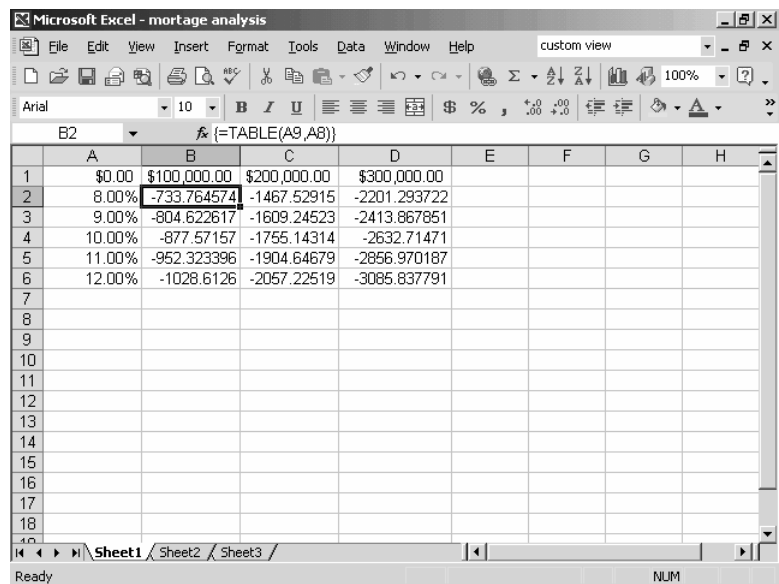 Microsoft Excel - mortage analysis
File Edit View Insert Format Tools Data Window Help custom view
100%
Arial 10 B I U $ % ,
B2 fx {=TABLE(A9,A8)}
A B C D E F G H
1 $0.00 $100,000.00 $200,000.00 $300,000.00
2 8.00% -733.764574 -1467.52915 -2201.293722
3 9.00% -804.622617 -1609.24523 -2413.867851
4 10.00% -877.57157 -1755.14314 -2632.71471
5 11.00% -952.323396 -1904.64679 -2856.970187
6 12.00% -1028.6126 -2057.22519 -3085.837791
7
8
9
10
11
12
13
14
15
16
17
18
Sheet1 Sheet2 Sheet3
Ready NUM